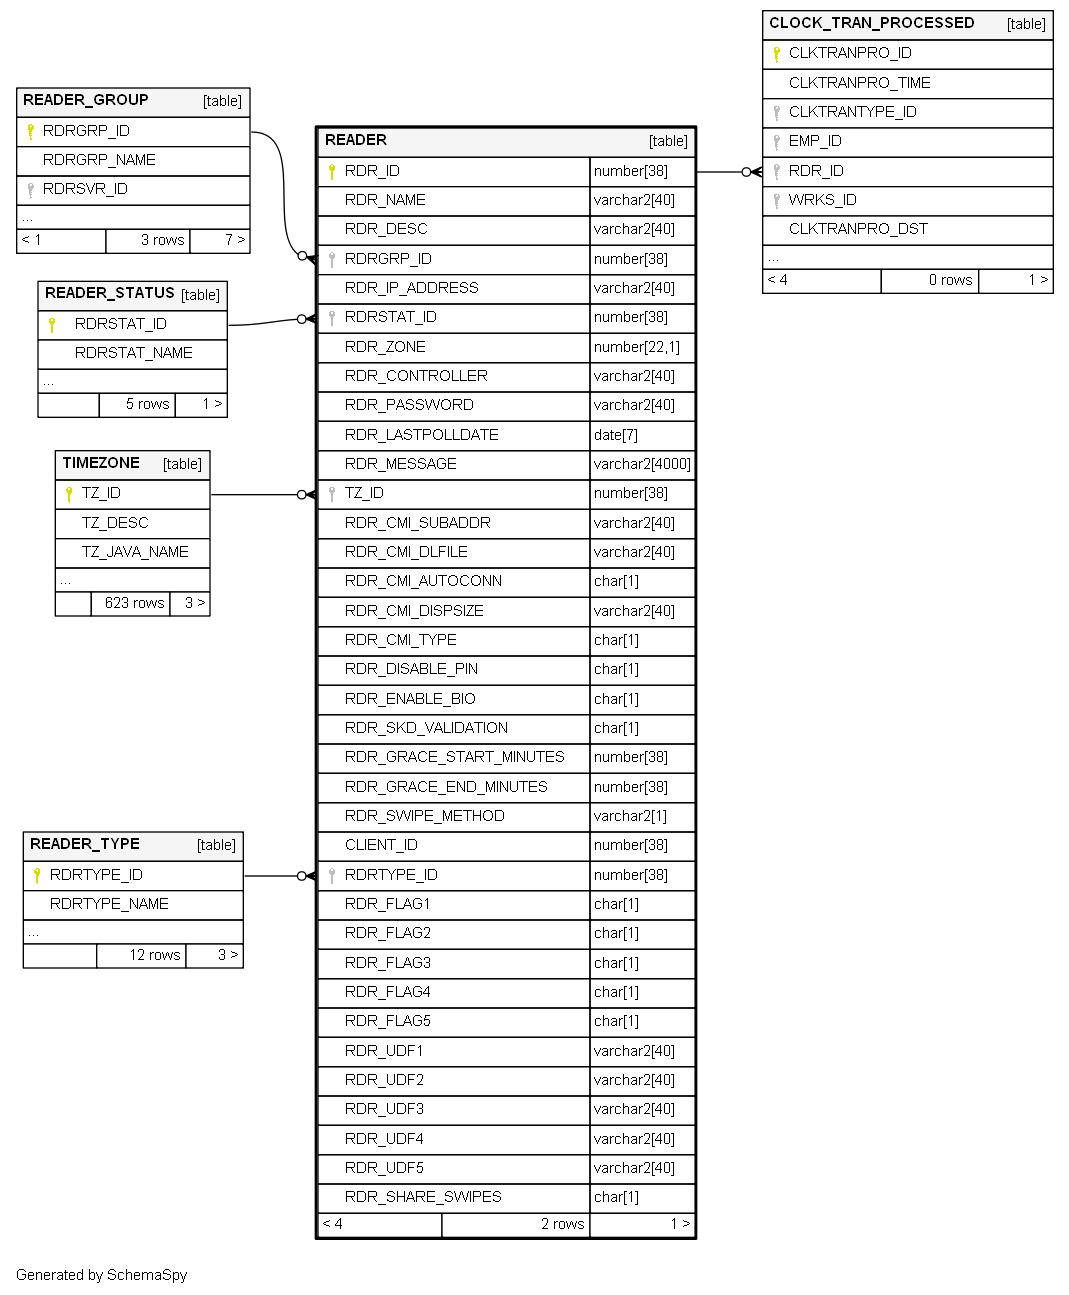 CLOCK_TRAN_PROCESSED [table]
CLKTRANPRO_ID
CLKTRANPRO_TIME
CLKTRANTYPE_ID
EMP_ID
RDR_ID
WRKS_ID
CLKTRANPRO_DST
...
< 4 0 rows 1 >
READER_GROUP [table]
RDRGRP_ID
RDRGRP_NAME
RDRSVR_ID
...
< 1 3 rows 7 >
READER_STATUS [table]
RDRSTAT_ID
RDRSTAT_NAME
...
5 rows 1 >
TIMEZONE [table]
TZ_ID
TZ_DESC
TZ_JAVA_NAME
...
623 rows 3 >
READER_TYPE [table]
RDRTYPE_ID
RDRTYPE_NAME
...
12 rows 3 >
READER [table]
RDR_ID number[38]
RDR_NAME varchar2[40]
RDR_DESC varchar2[40]
RDRGRP_ID number[38]
RDR_IP_ADDRESS varchar2[40]
RDRSTAT_ID number[38]
RDR_ZONE number[22,1]
RDR_CONTROLLER varchar2[40]
RDR_PASSWORD varchar2[40]
RDR_LASTPOLLDATE date[7]
RDR_MESSAGE varchar2[4000]
TZ_ID number[38]
RDR_CMI_SUBADDR varchar2[40]
RDR_CMI_DLFILE varchar2[40]
RDR_CMI_AUTOCONN char[1]
RDR_CMI_DISPSIZE varchar2[40]
RDR_CMI_TYPE char[1]
RDR_DISABLE_PIN char[1]
RDR_ENABLE_BIO char[1]
RDR_SKD_VALIDATION char[1]
RDR_GRACE_START_MINUTES number[38]
RDR_GRACE_END_MINUTES number[38]
RDR_SWIPE_METHOD varchar2[1]
CLIENT_ID number[38]
RDRTYPE_ID number[38]
RDR_FLAG1 char[1]
RDR_FLAG2 char[1]
RDR_FLAG3 char[1]
RDR_FLAG4 char[1]
RDR_FLAG5 char[1]
RDR_UDF1 varchar2[40]
RDR_UDF2 varchar2[40]
RDR_UDF3 varchar2[40]
RDR_UDF4 varchar2[40]
RDR_UDF5 varchar2[40]
RDR_SHARE_SWIPES char[1]
< 4 2 rows 1 >
Generated by SchemaSpy